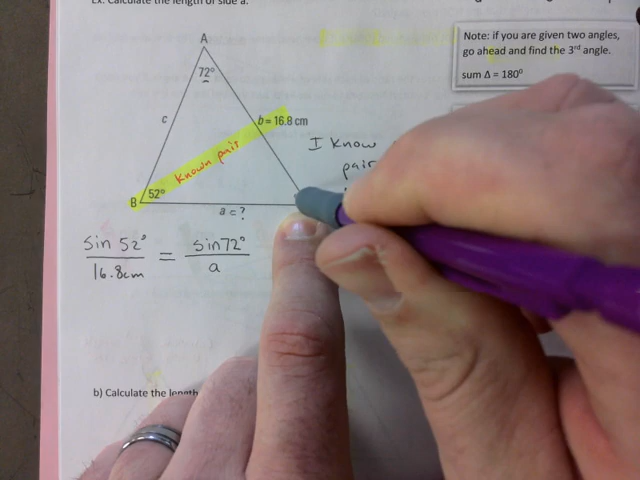 Ex. Calculate the length of side a.
Note: if you are given two angles,
go ahead and find the 3rd angle.
sum Δ = 180°
A
72°
c
b = 16.8 cm
I know
pair
Known pair
B
52°
a = ?
sin 52° / 16.8cm = sin72° / a
b) Calculate the length